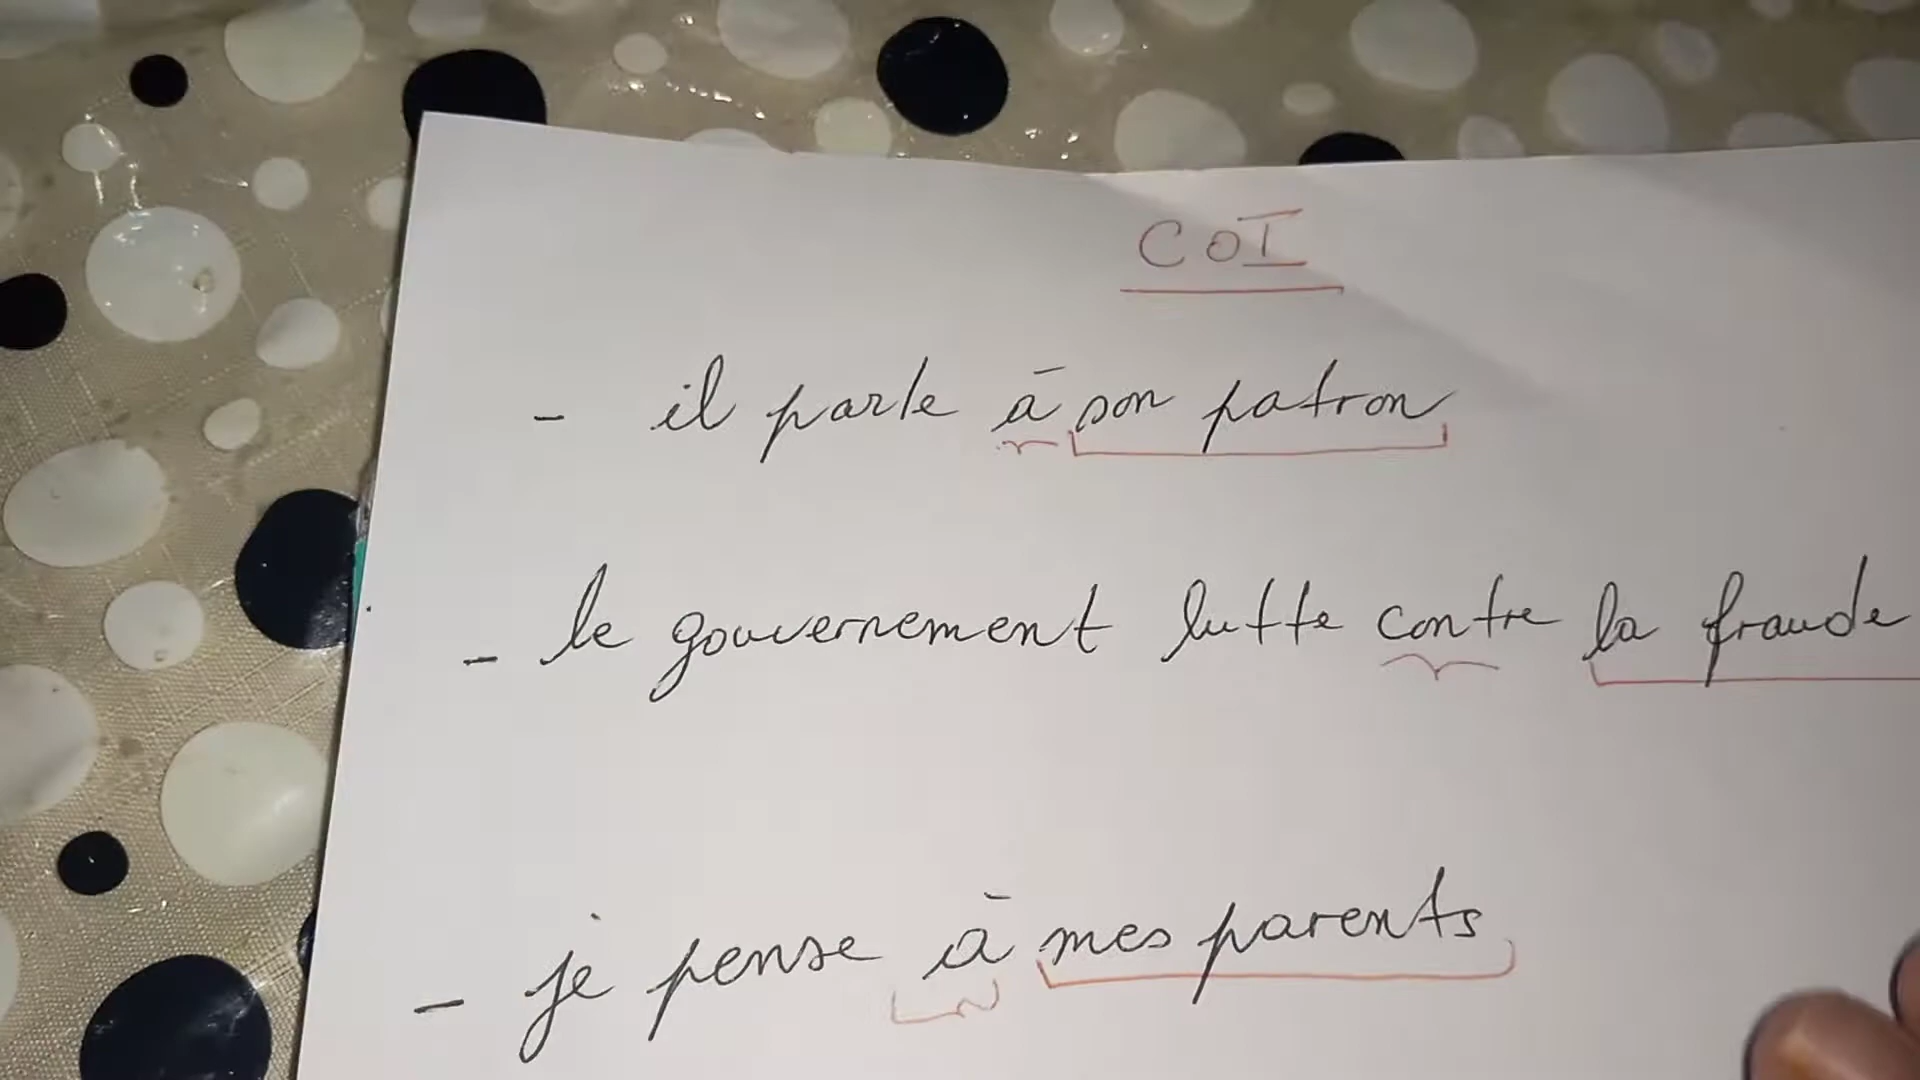 COI
- il parle à son patron
- le gouvernement lutte contre la fraude
- je pense à mes parents